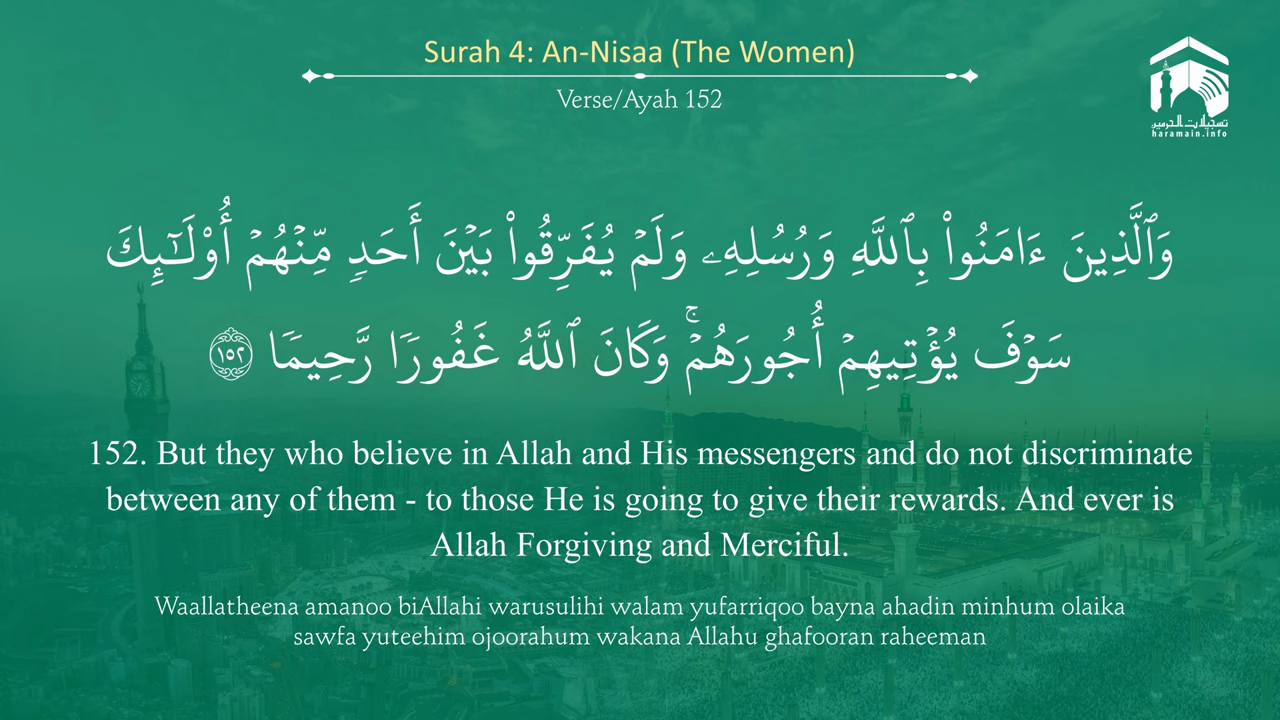 Surah 4: An-Nisaa (The Women)
Verse/Ayah 152
تسجيلات الحرمين
haramain.info
وَٱلَّذِينَ ءَامَنُوا۟ بِٱللَّهِ وَرُسُلِهِۦ وَلَمْ يُفَرِّقُوا۟ بَيْنَ أَحَدٍ مِّنْهُمْ أُو۟لَـٰٓئِكَ
سَوْفَ يُؤْتِيهِمْ أُجُورَهُمْ ۚ وَكَانَ ٱللَّهُ غَفُورًا رَّحِيمًا ١٥٢
152. But they who believe in Allah and His messengers and do not discriminate
between any of them - to those He is going to give their rewards. And ever is
Allah Forgiving and Merciful.
Waallatheena amanoo biAllahi warusulihi walam yufarriqoo bayna ahadin minhum olaika
sawfa yuteehim ojoorahum wakana Allahu ghafooran raheeman